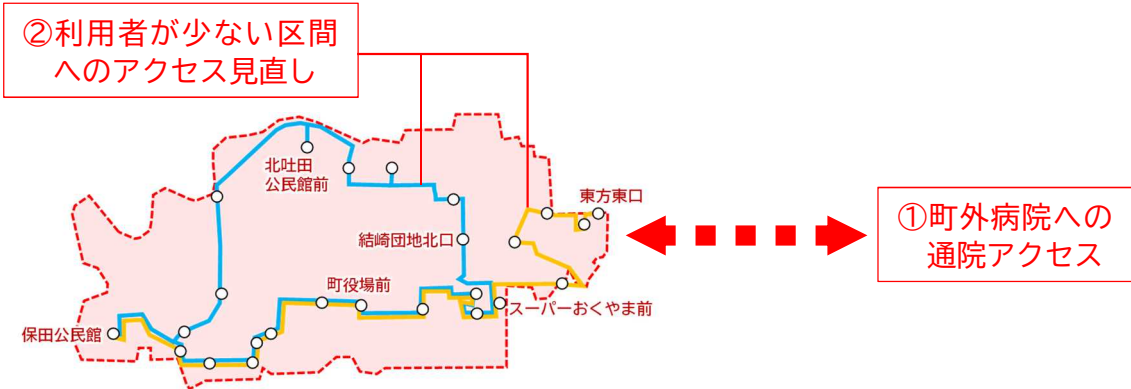 ②利用者が少ない区間
へのアクセス見直し
北吐田
公民館前
東方東口
結崎団地北口
①町外病院への
通院アクセス
町役場前
スーパーおくやま前
保田公民館